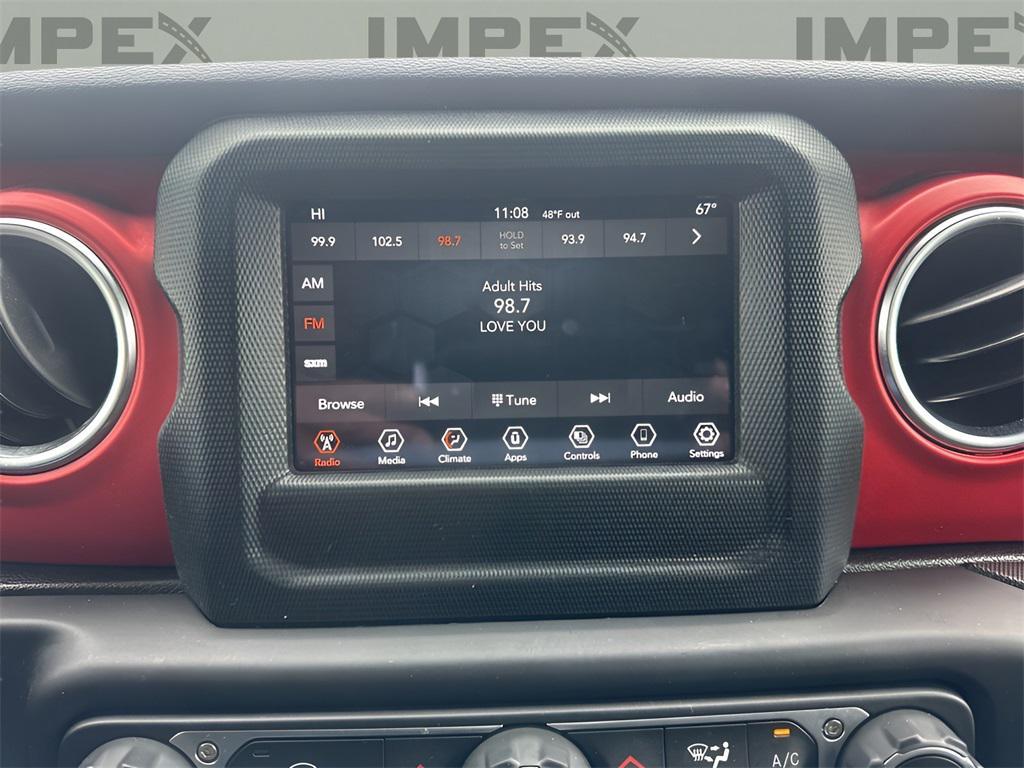 IMPEX IMPEX IMPEX
HI 11:08 48°F out 67°
99.9 102.5 98.7 HOLD to Set 93.9 94.7
AM
FM
sxm
Adult Hits
98.7
LOVE YOU
Browse Tune Audio
Radio Media Climate Apps Controls Phone Settings
A/C